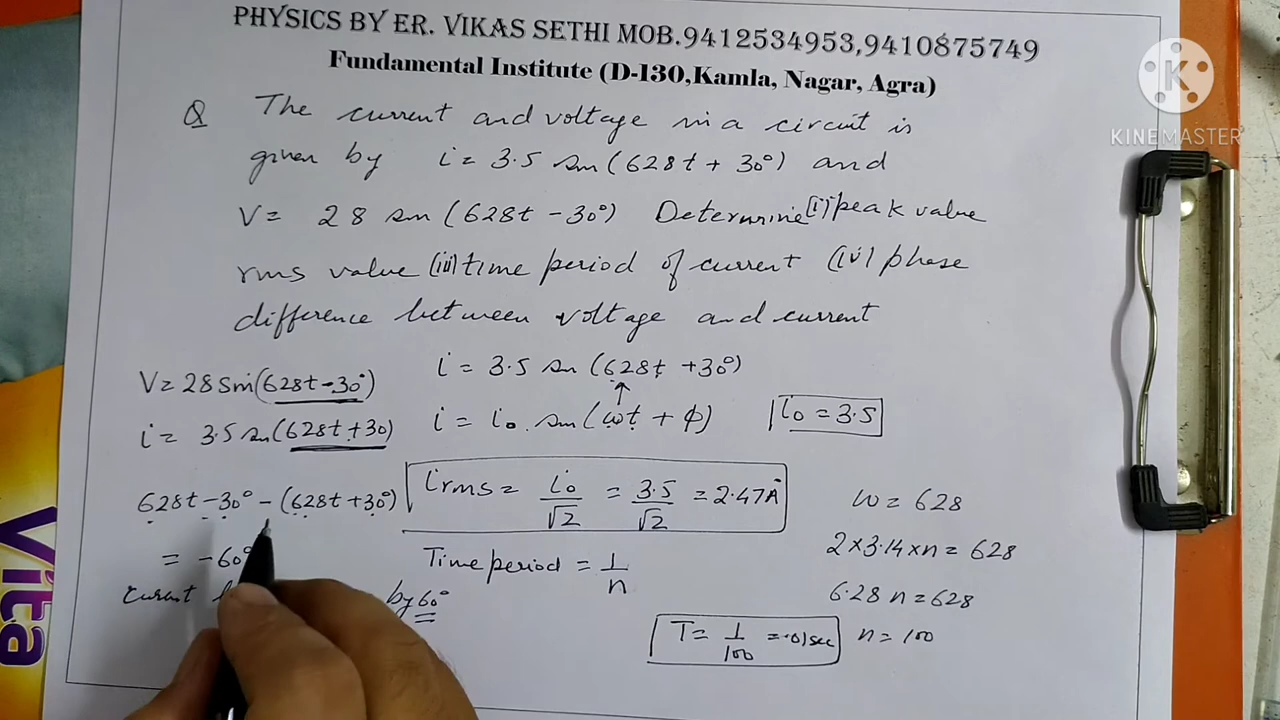 PHYSICS BY ER. VIKAS SETHI MOB.9412534953,9410875749
Fundamental Institute (D-130,Kamla, Nagar, Agra)
KINEMASTER
Q The current and voltage in a circuit is
given by i = 3.5 sin (628t + 30°) and
V = 28 sin (628t - 30°) Determine (i) peak value
rms value (iii) time period of current (iv) phase
difference between voltage and current
V = 28 sin (628t - 30°)
i = 3.5 sin (628t + 30)
628t - 30° - (628t + 30°)
= - 60°
by 60°
i = 3.5 sin (628t + 30°)
i = i₀ sin (ωt + ϕ)
i₀ = 3.5
irms = i₀/√2 = 3.5/√2 = 2.47A
Time period = 1/n
T = 1/100 = .01 sec
ω = 628
2 × 3.14 × n = 628
6.28 n = 628
n = 100
Vita